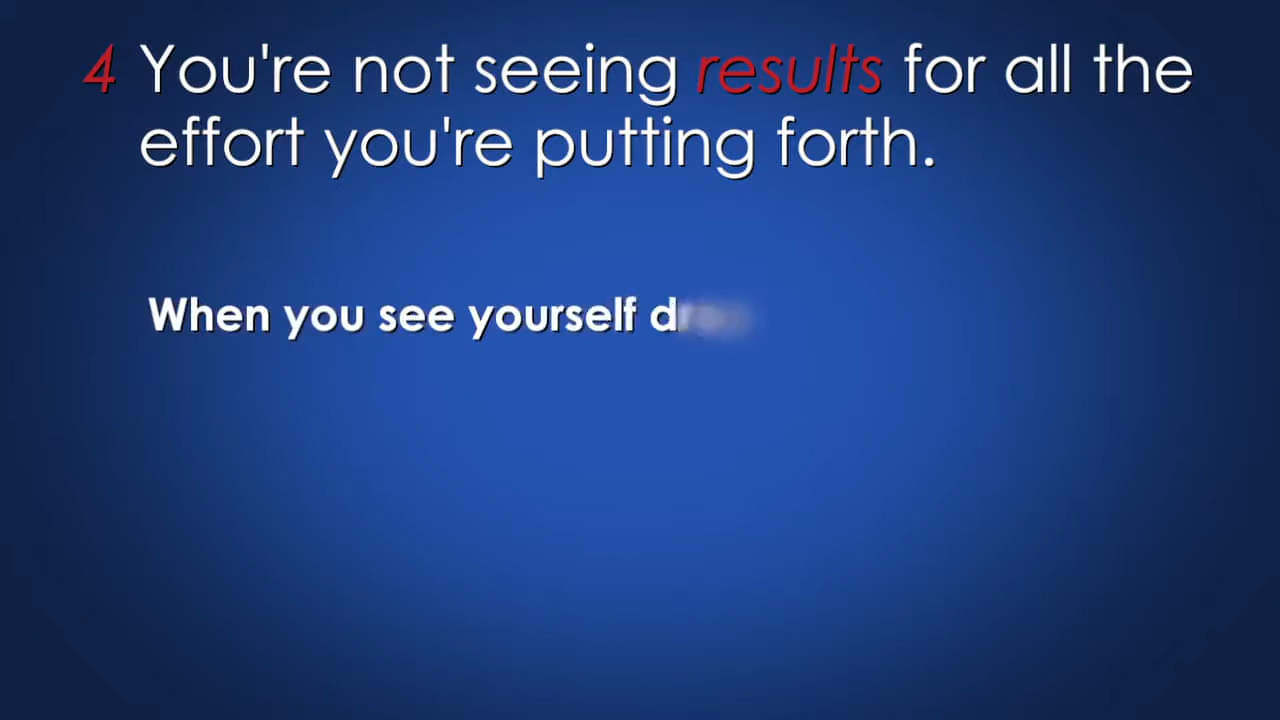 4 You're not seeing results for all the
effort you're putting forth.
When you see yourself